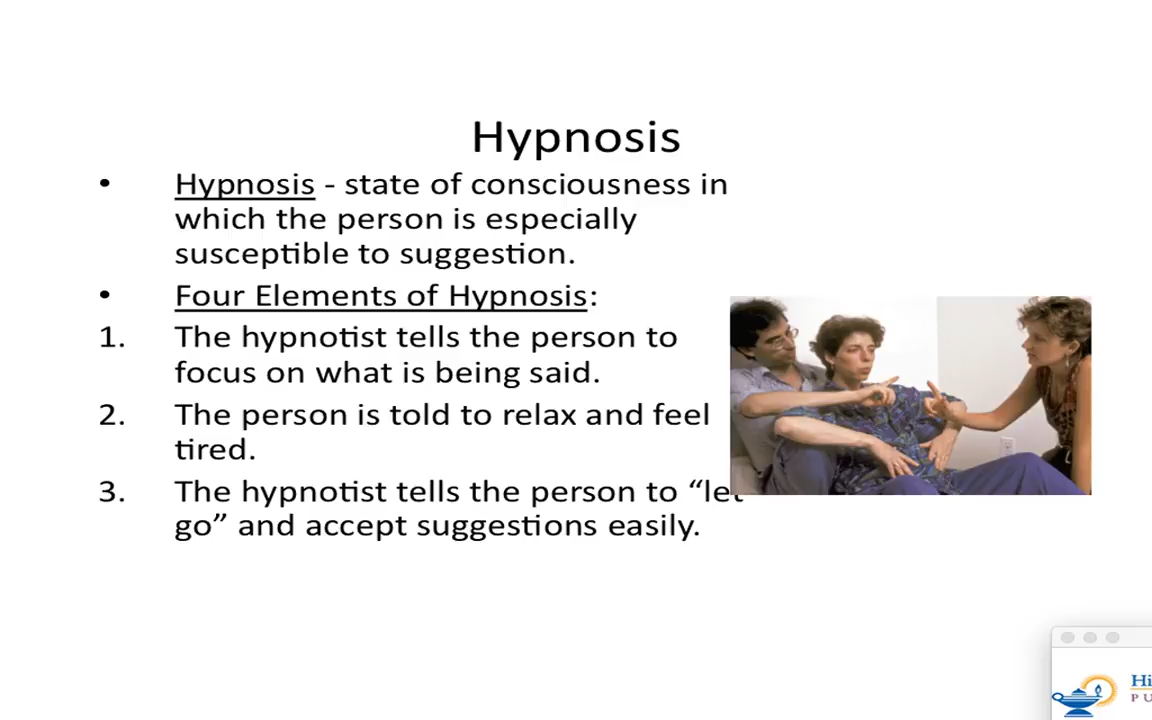 Hypnosis
• Hypnosis - state of consciousness in
which the person is especially
susceptible to suggestion.
• Four Elements of Hypnosis:
1. The hypnotist tells the person to
focus on what is being said.
2. The person is told to relax and feel
tired.
3. The hypnotist tells the person to “let
go” and accept suggestions easily.